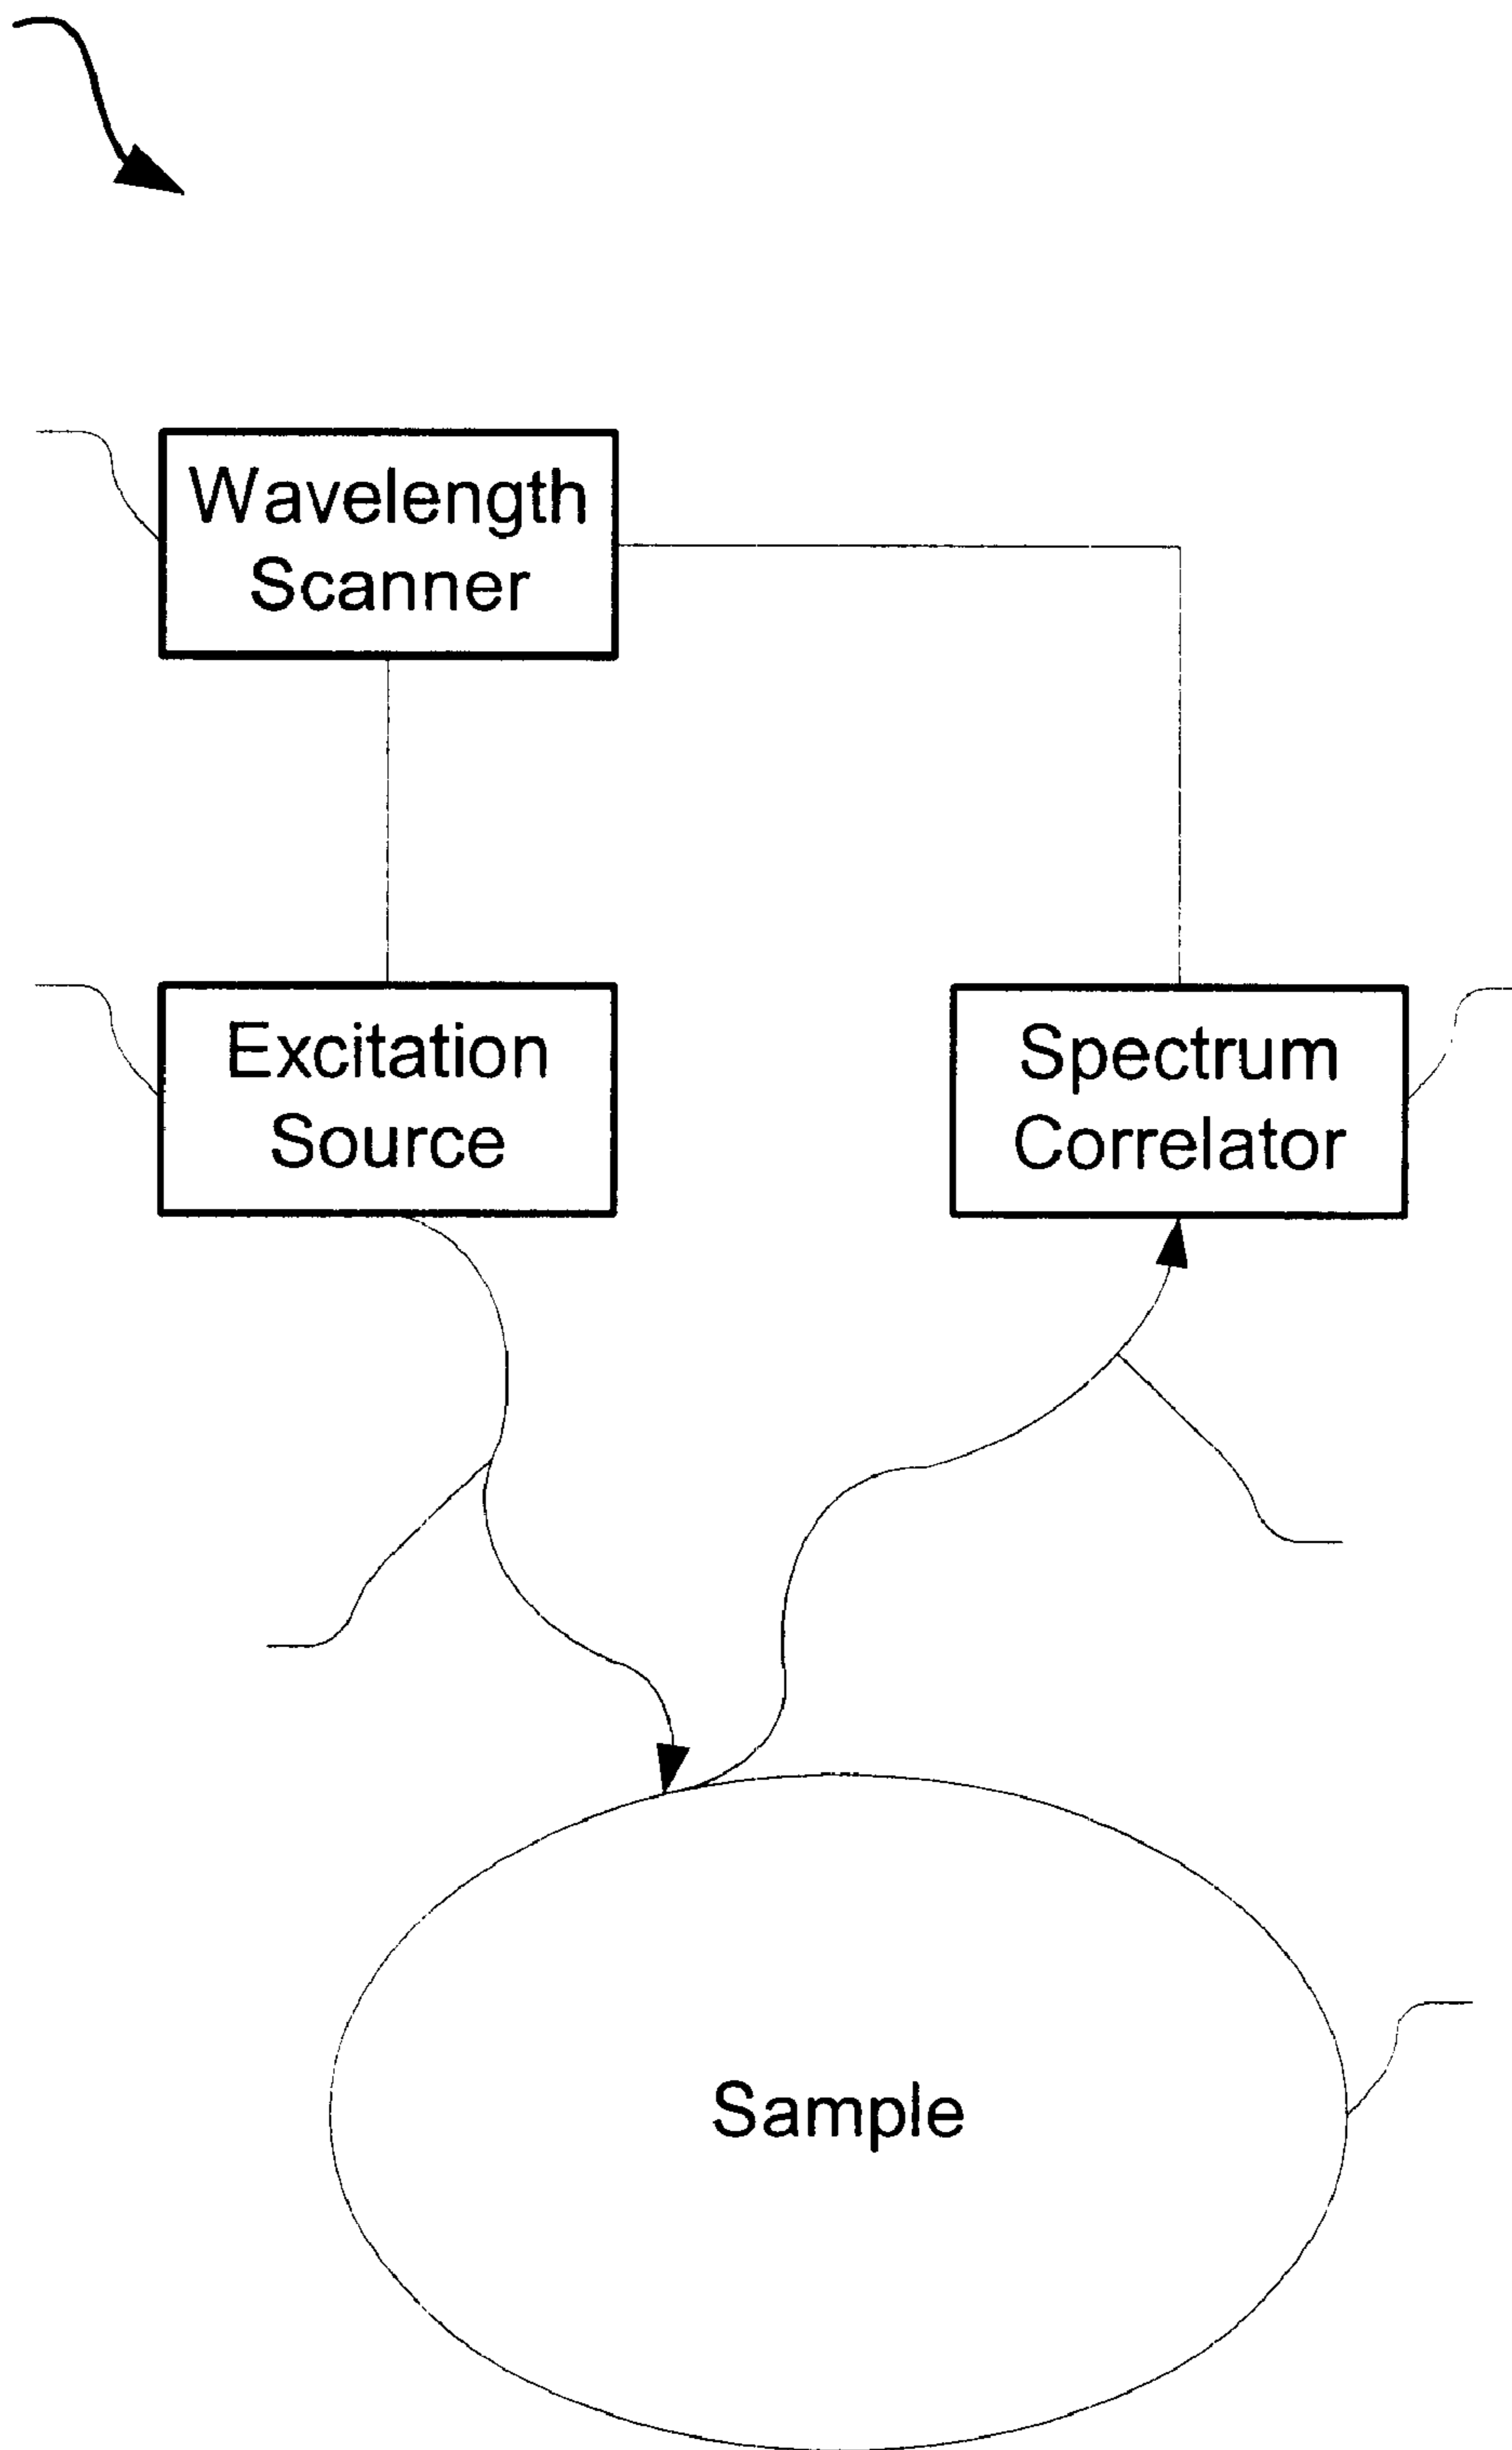 Wavelength
Scanner
Excitation
Source
Spectrum
Correlator
Sample